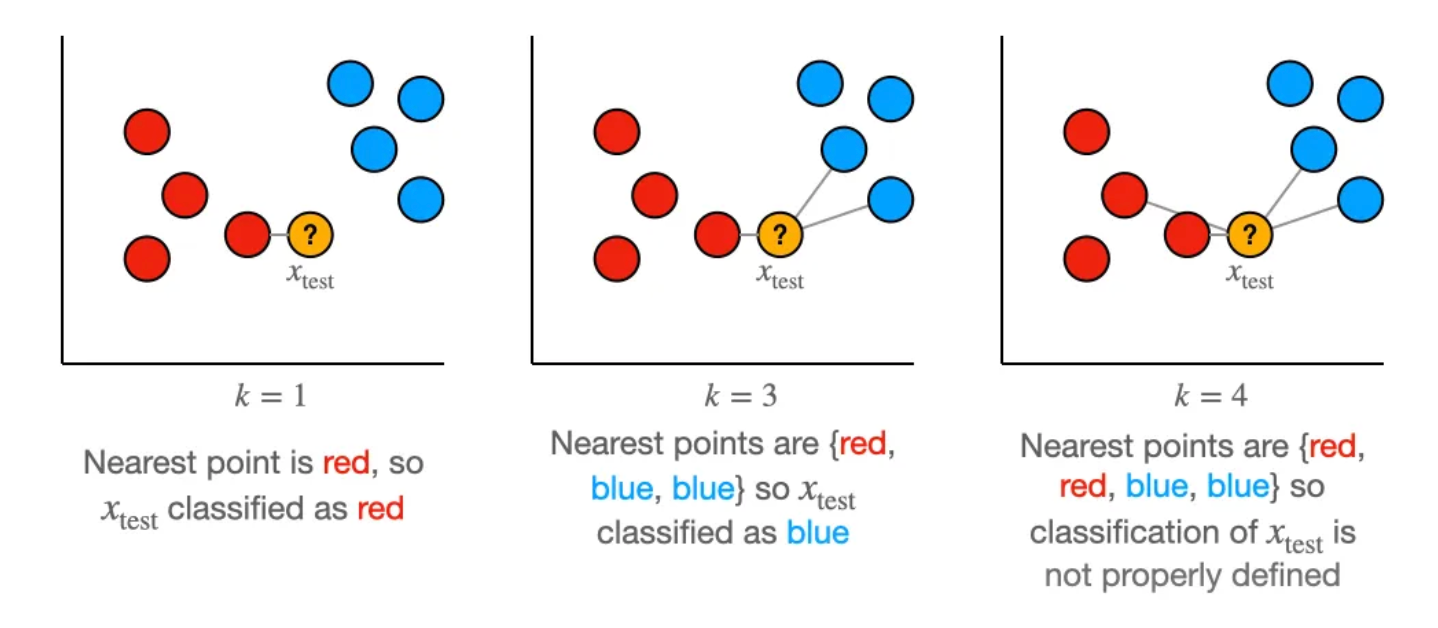 ?
x_test
k = 1
Nearest point is red, so
x_test classified as red
?
x_test
k = 3
Nearest points are {red,
blue, blue} so x_test
classified as blue
?
x_test
k = 4
Nearest points are {red,
red, blue, blue} so
classification of x_test is
not properly defined